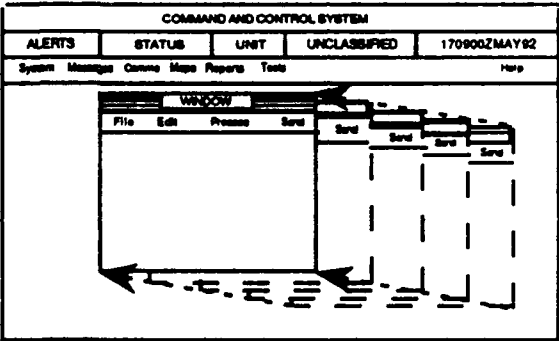 COMMAND AND CONTROL SYSTEM
ALERTS STATUS UNIT UNCLASSIFIED 170900ZMAY92
System Messages Comms Maps Reports Tools Help
WINDOW
File Edit Process Send Send Send Send Send